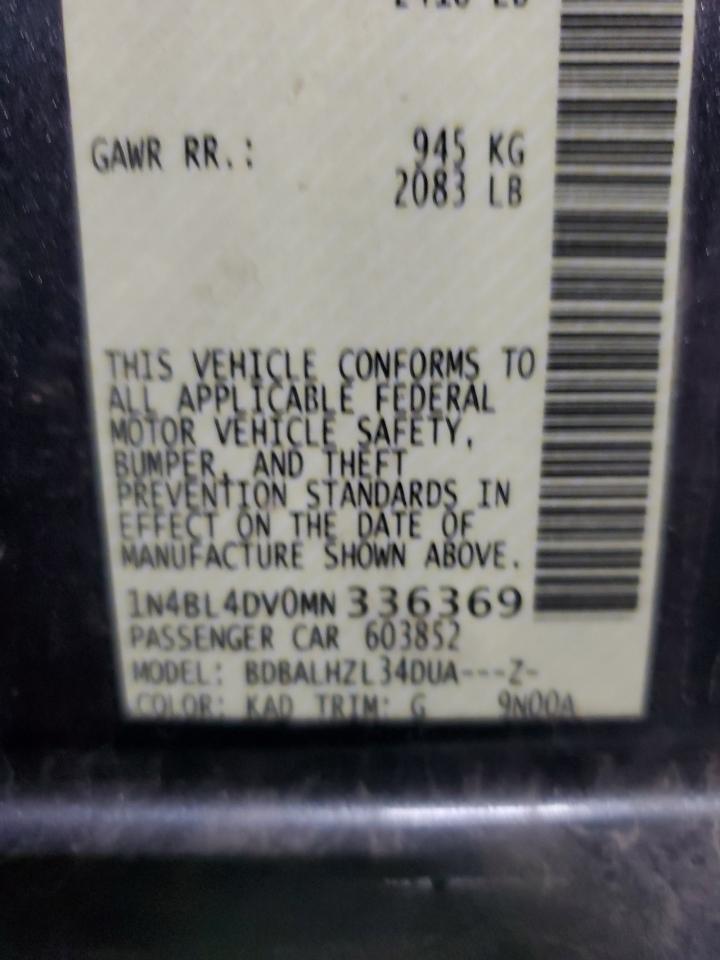 GAWR RR.: 945 KG
2083 LB
THIS VEHICLE CONFORMS TO
ALL APPLICABLE FEDERAL
MOTOR VEHICLE SAFETY,
BUMPER, AND THEFT
PREVENTION STANDARDS IN
EFFECT ON THE DATE OF
MANUFACTURE SHOWN ABOVE.
1N4BL4DV0MN 336369
PASSENGER CAR 603852
MODEL: BDBALHZL34DUA---Z-
COLOR: KAD TRIM: G 9N00A